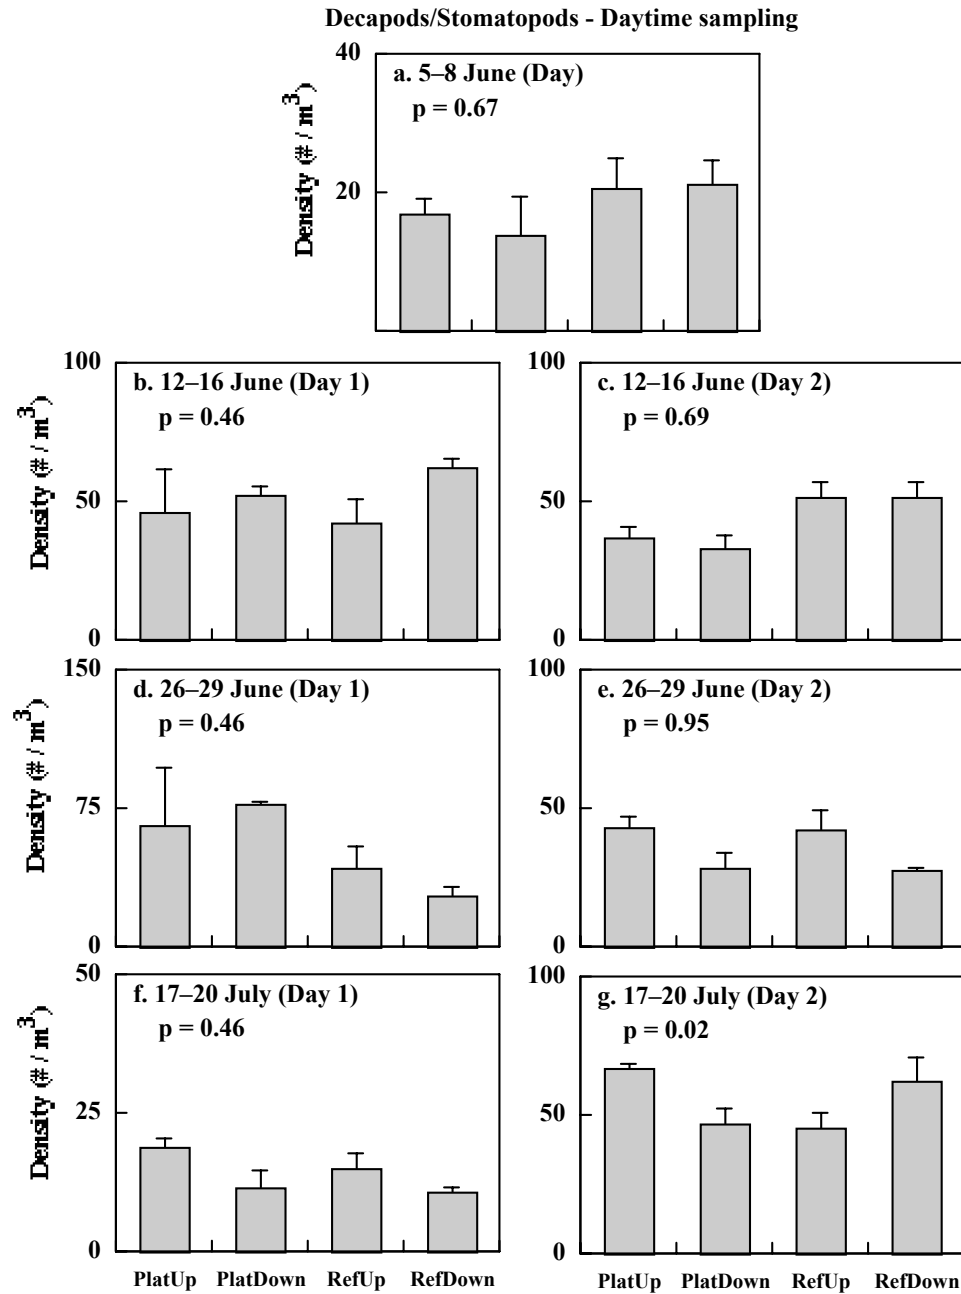 Decapods/Stomatopods - Daytime sampling
40
a. 5–8 June (Day)
p = 0.67
Density (# / m³)
20
100
b. 12–16 June (Day 1)
p = 0.46
Density (# / m³)
50
0
100
c. 12–16 June (Day 2)
p = 0.69
50
0
150
d. 26–29 June (Day 1)
p = 0.46
Density (# / m³)
75
0
100
e. 26–29 June (Day 2)
p = 0.95
50
0
50
f. 17–20 July (Day 1)
p = 0.46
Density (# / m³)
25
0
PlatUp PlatDown RefUp RefDown
100
g. 17–20 July (Day 2)
p = 0.02
50
0
PlatUp PlatDown RefUp RefDown